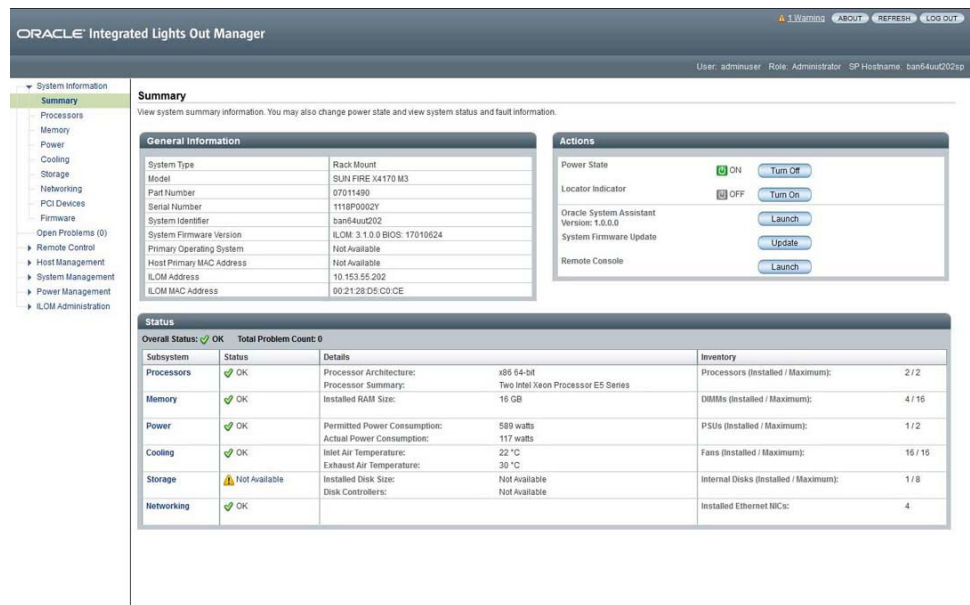 1 Warning ABOUT REFRESH LOG OUT
ORACLE Integrated Lights Out Manager
User: adminuser Role: Administrator SP Hostname: ban64uut202sp
System Information
Summary
Processors
Memory
Power
Cooling
Storage
Networking
PCI Devices
Firmware
Open Problems (0)
Remote Control
Host Management
System Management
Power Management
ILOM Administration
Summary
View system summary information. You may also change power state and view system status and fault information.
General Information
System Type Rack Mount
Model SUN FIRE X4170 M3
Part Number 07011490
Serial Number 1118P0002Y
System Identifier ban64uut202
System Firmware Version ILOM: 3.1.0.0 BIOS: 17010624
Primary Operating System Not Available
Host Primary MAC Address Not Available
ILOM Address 10.153.55.202
ILOM MAC Address 00:21:28:D5:C0:CE
Actions
Power State ON Turn Off
Locator Indicator OFF Turn On
Oracle System Assistant
Version: 1.0.0.0 Launch
System Firmware Update Update
Remote Console Launch
Status
Overall Status: OK Total Problem Count: 0
Subsystem Status Details Inventory
Processors OK Processor Architecture: x86 64-bit Processors (Installed / Maximum): 2 / 2
Processor Summary: Two Intel Xeon Processor E5 Series
Memory OK Installed RAM Size: 16 GB DIMMs (Installed / Maximum): 4 / 16
Power OK Permitted Power Consumption: 589 watts PSUs (Installed / Maximum): 1 / 2
Actual Power Consumption: 117 watts
Cooling OK Inlet Air Temperature: 22 °C Fans (Installed / Maximum): 16 / 16
Exhaust Air Temperature: 30 °C
Storage Not Available Installed Disk Size: Not Available Internal Disks (Installed / Maximum): 1 / 8
Disk Controllers: Not Available
Networking OK Installed Ethernet NICs: 4